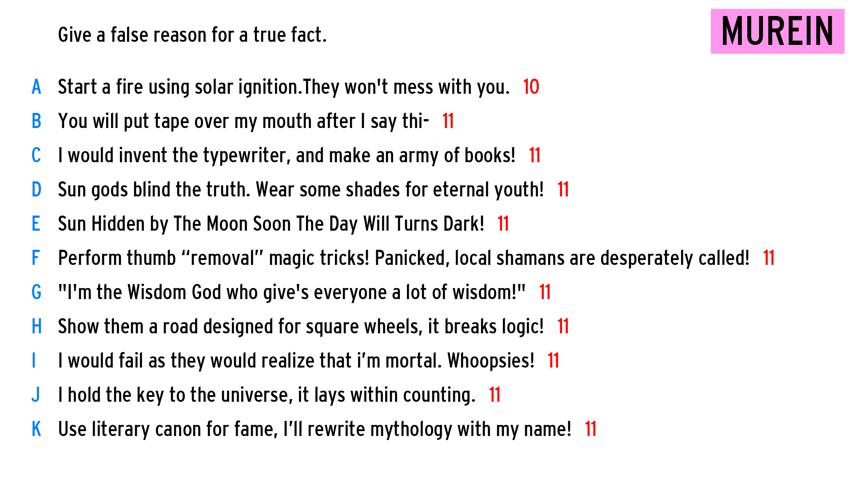 Give a false reason for a true fact.
MUREIN
A Start a fire using solar ignition.They won't mess with you. 10
B You will put tape over my mouth after I say thi- 11
C I would invent the typewriter, and make an army of books! 11
D Sun gods blind the truth. Wear some shades for eternal youth! 11
E Sun Hidden by The Moon Soon The Day Will Turns Dark! 11
F Perform thumb “removal” magic tricks! Panicked, local shamans are desperately called! 11
G "I'm the Wisdom God who give's everyone a lot of wisdom!" 11
H Show them a road designed for square wheels, it breaks logic! 11
I I would fail as they would realize that i’m mortal. Whoopsies! 11
J I hold the key to the universe, it lays within counting. 11
K Use literary canon for fame, I’ll rewrite mythology with my name! 11